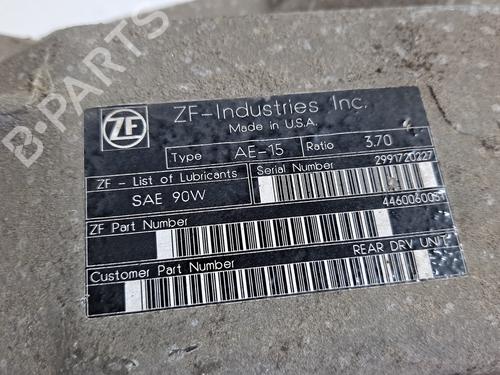 B-PARTS
ZF
ZF-Industries Inc.
Made in U.S.A.
Type AE-15 Ratio 3.70
ZF - List of Lubricants Serial Number 2991720227
SAE 90W
ZF Part Number 4460060051
Customer Part Number REAR DRV UNIT